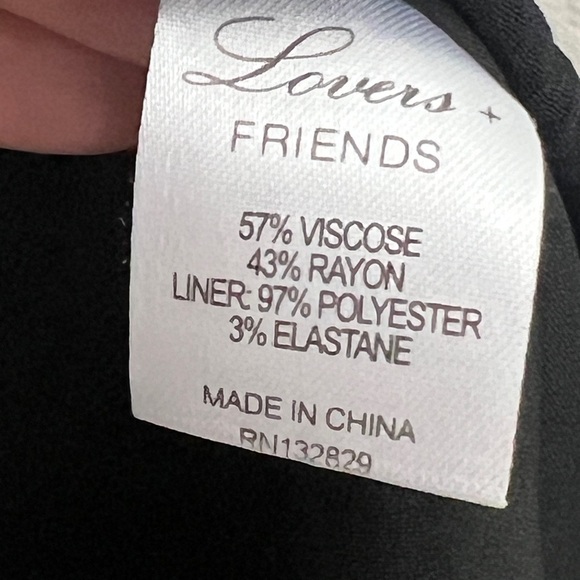 Lovers +
FRIENDS
57% VISCOSE
43% RAYON
LINER: 97% POLYESTER
3% ELASTANE
MADE IN CHINA
RN132829